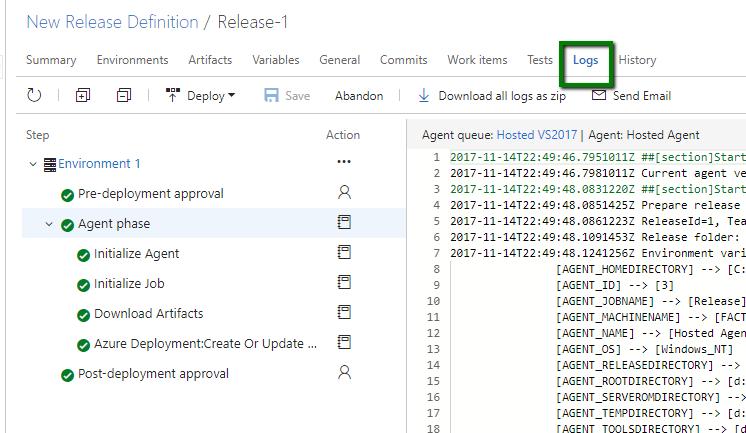 New Release Definition / Release-1
Summary Environments Artifacts Variables General Commits Work items Tests Logs History
Deploy Save Abandon Download all logs as zip Send Email
Step Action
Environment 1 ...
Pre-deployment approval
Agent phase
Initialize Agent
Initialize Job
Download Artifacts
Azure Deployment:Create Or Update ...
Post-deployment approval
Agent queue: Hosted VS2017 | Agent: Hosted Agent
1 2017-11-14T22:49:46.7951011Z ##[section]Start
2 2017-11-14T22:49:46.7981011Z Current agent ve
3 2017-11-14T22:49:48.0831220Z ##[section]Start
4 2017-11-14T22:49:48.0851425Z Prepare release
5 2017-11-14T22:49:48.0861223Z ReleaseId=1, Tea
6 2017-11-14T22:49:48.1091453Z Release folder:
7 2017-11-14T22:49:48.1241256Z Environment vari
8 [AGENT_HOMEDIRECTORY] --> [C:
9 [AGENT_ID] --> [3]
10 [AGENT_JOBNAME] --> [Release]
11 [AGENT_MACHINENAME] --> [FACT
12 [AGENT_NAME] --> [Hosted Agen
13 [AGENT_OS] --> [Windows_NT]
14 [AGENT_RELEASEDIRECTORY] -->
15 [AGENT_ROOTDIRECTORY] --> [d:
16 [AGENT_SERVEROMDIRECTORY] -->
17 [AGENT_TEMPDIRECTORY] --> [d:
18 [AGENT_TOOLSDIRECTORY] --> [d